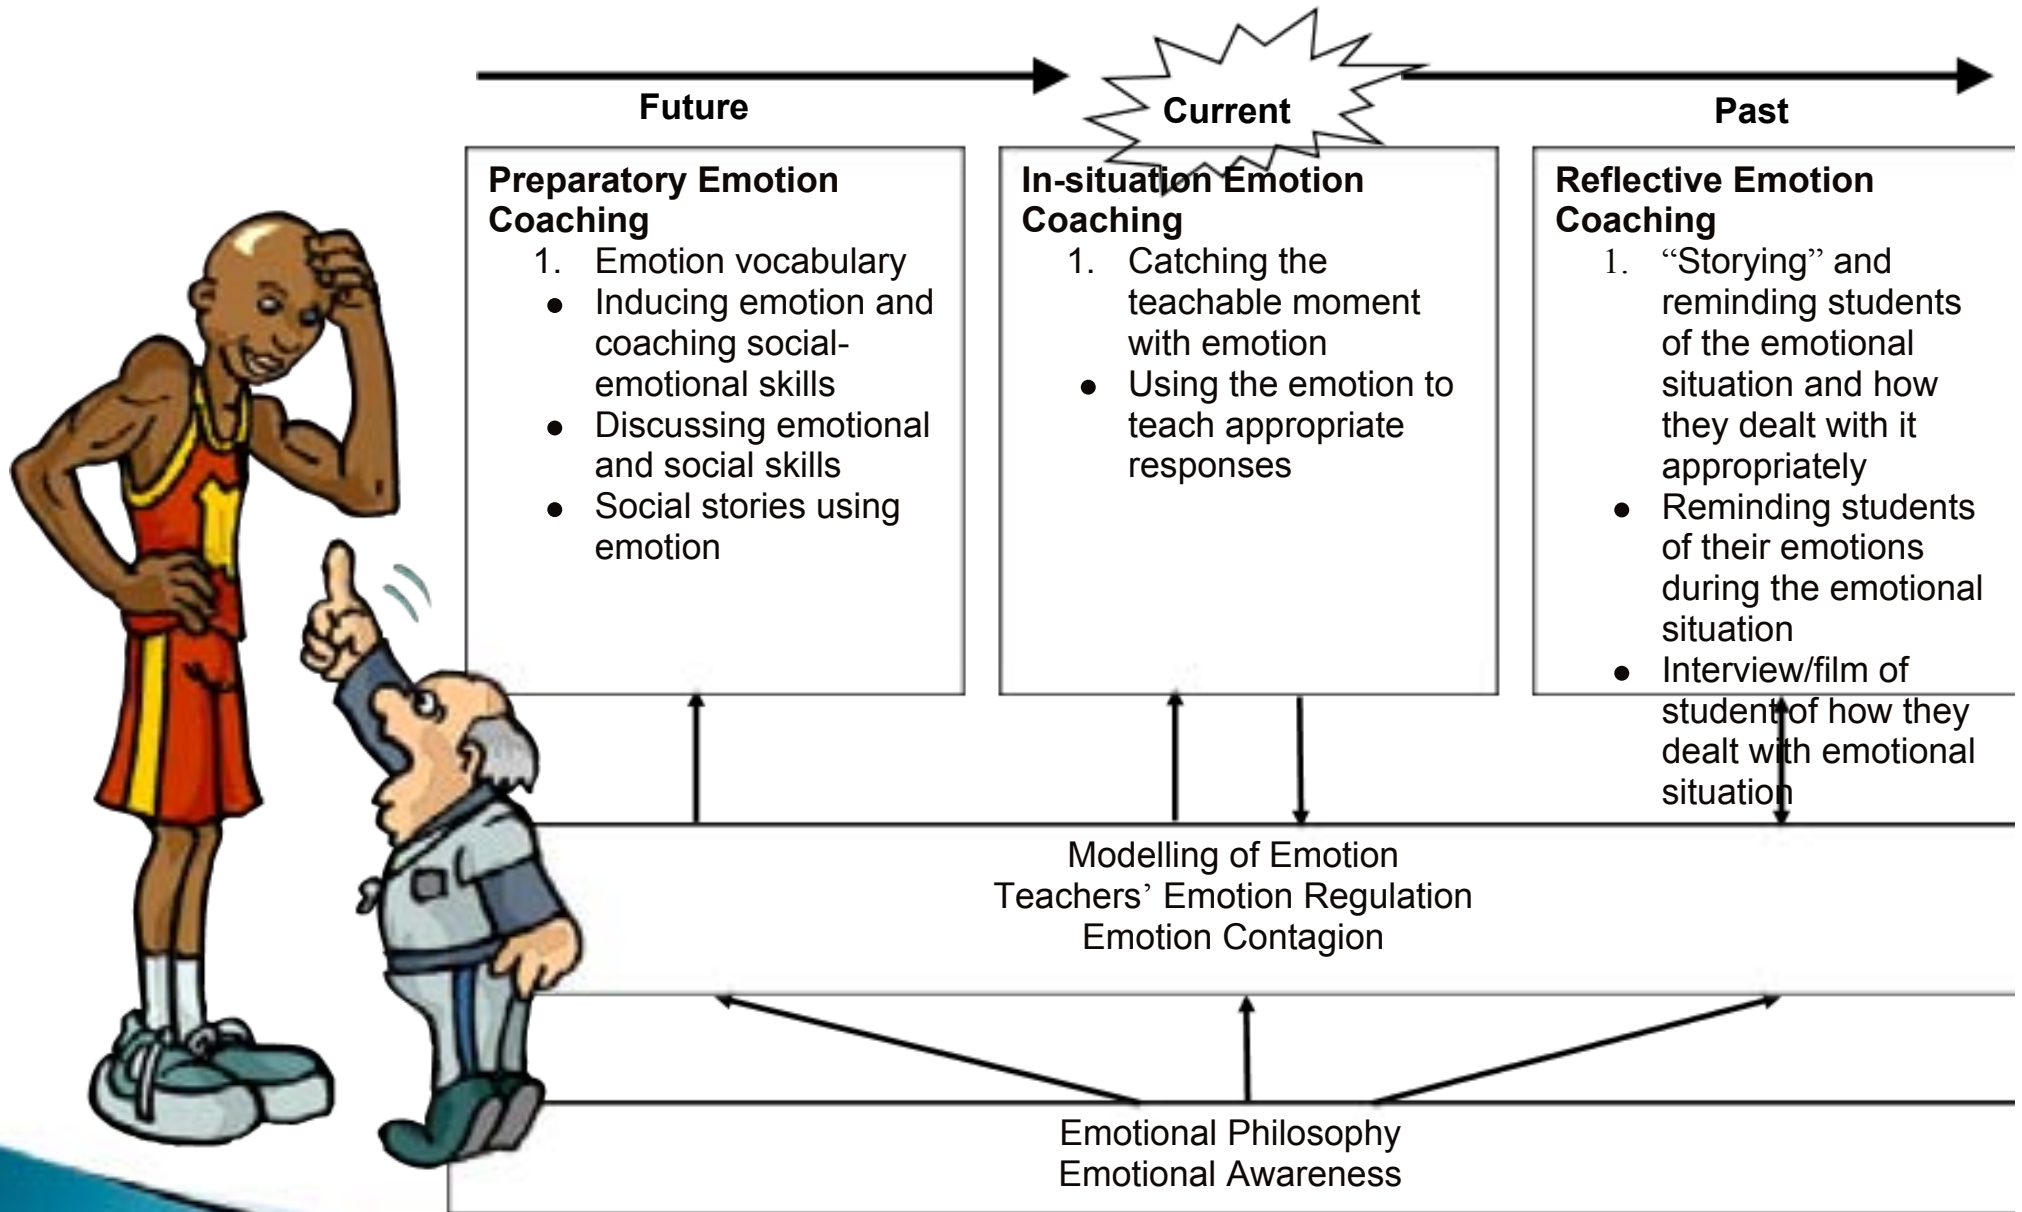 Future
Current
Past
Preparatory Emotion
Coaching
1. Emotion vocabulary
● Inducing emotion and
coaching social-
emotional skills
● Discussing emotional
and social skills
● Social stories using
emotion
In-situation Emotion
Coaching
1. Catching the
teachable moment
with emotion
● Using the emotion to
teach appropriate
responses
Reflective Emotion
Coaching
1. “Storying” and
reminding students
of the emotional
situation and how
they dealt with it
appropriately
● Reminding students
of their emotions
during the emotional
situation
● Interview/film of
student of how they
dealt with emotional
situation
Modelling of Emotion
Teachers’ Emotion Regulation
Emotion Contagion
Emotional Philosophy
Emotional Awareness